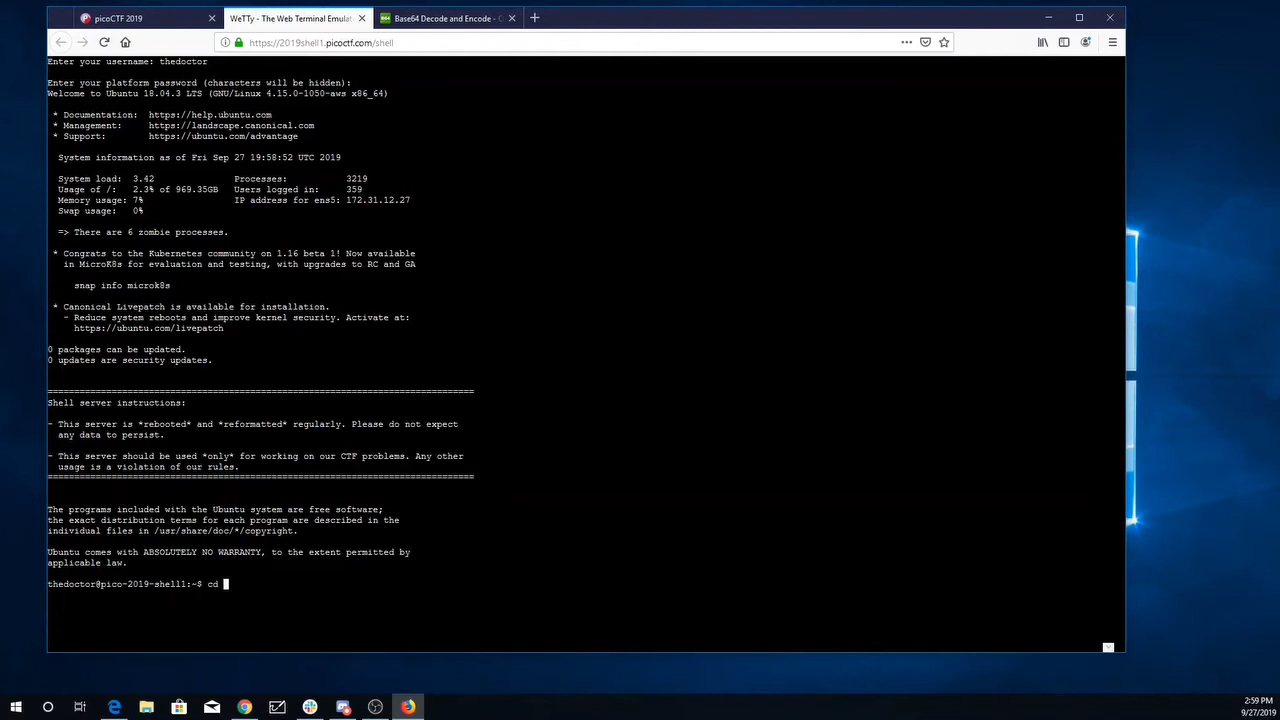 picoCTF 2019
WeTTy - The Web Terminal Emulat
Base64 Decode and Encode - O
https://2019shell1.picoctf.com/shell
Enter your username: thedoctor
Enter your platform password (characters will be hidden):
Welcome to Ubuntu 18.04.3 LTS (GNU/Linux 4.15.0-1050-aws x86_64)
* Documentation:  https://help.ubuntu.com
* Management:     https://landscape.canonical.com
* Support:        https://ubuntu.com/advantage
System information as of Fri Sep 27 19:58:52 UTC 2019
System load:  3.42               Processes:           3219
Usage of /:   2.3% of 969.35GB   Users logged in:     359
Memory usage: 7%                 IP address for ens5: 172.31.12.27
Swap usage:   0%
=> There are 6 zombie processes.
* Congrats to the Kubernetes community on 1.16 beta 1! Now available
in MicroK8s for evaluation and testing, with upgrades to RC and GA
snap info microk8s
* Canonical Livepatch is available for installation.
- Reduce system reboots and improve kernel security. Activate at:
https://ubuntu.com/livepatch
0 packages can be updated.
0 updates are security updates.
================================================================================
Shell server instructions:
- This server is *rebooted* and *reformatted* regularly. Please do not expect
any data to persist.
- This server should be used *only* for working on our CTF problems. Any other
usage is a violation of our rules.
================================================================================
The programs included with the Ubuntu system are free software;
the exact distribution terms for each program are described in the
individual files in /usr/share/doc/*/copyright.
Ubuntu comes with ABSOLUTELY NO WARRANTY, to the extent permitted by
applicable law.
thedoctor@pico-2019-shell1:~$ cd
2:59 PM
9/27/2019